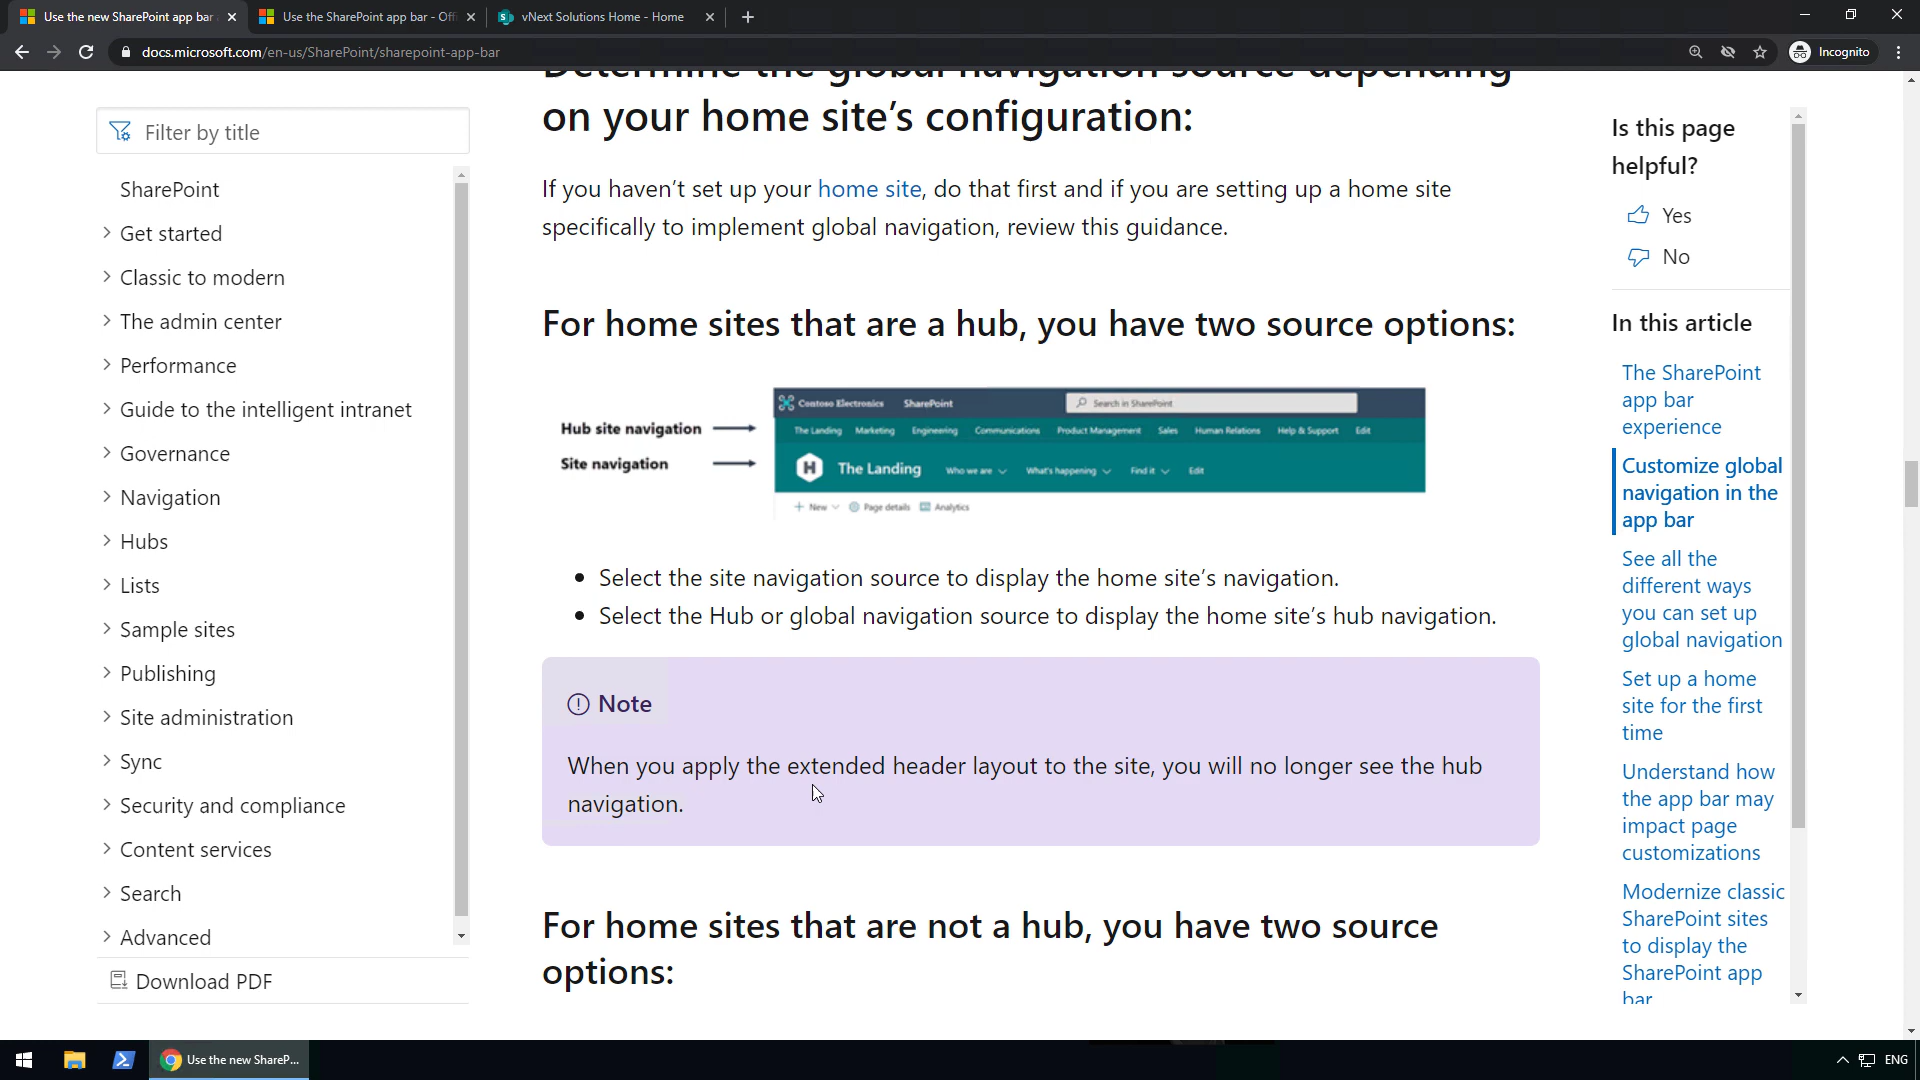 Use the new SharePoint app bar
Use the SharePoint app bar - Offi
vNext Solutions Home - Home
docs.microsoft.com/en-us/SharePoint/sharepoint-app-bar
Incognito
Filter by title
SharePoint
Get started
Classic to modern
The admin center
Performance
Guide to the intelligent intranet
Governance
Navigation
Hubs
Lists
Sample sites
Publishing
Site administration
Sync
Security and compliance
Content services
Search
Advanced
Download PDF
Determine the global navigation source depending
on your home site’s configuration:
If you haven’t set up your home site, do that first and if you are setting up a home site
specifically to implement global navigation, review this guidance.
For home sites that are a hub, you have two source options:
Hub site navigation
Site navigation
Contoso Electronics SharePoint Search in SharePoint
The Landing Marketing Engineering Communications Product Management Sales Human Relations Help & Support Edit
H The Landing Who we are What's happening Find it Edit
New Page details Analytics
Select the site navigation source to display the home site’s navigation.
Select the Hub or global navigation source to display the home site’s hub navigation.
Note
When you apply the extended header layout to the site, you will no longer see the hub
navigation.
For home sites that are not a hub, you have two source
options:
Is this page
helpful?
Yes
No
In this article
The SharePoint
app bar
experience
Customize global
navigation in the
app bar
See all the
different ways
you can set up
global navigation
Set up a home
site for the first
time
Understand how
the app bar may
impact page
customizations
Modernize classic
SharePoint sites
to display the
SharePoint app
bar
Use the new ShareP...
ENG